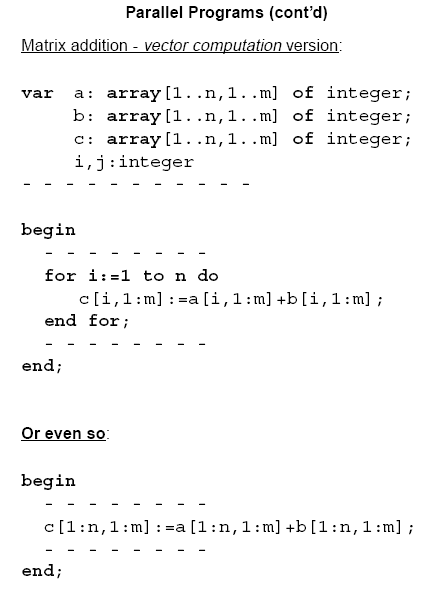 Parallel Programs (cont'd)
Matrix addition - vector computation version:
var a: array[1..n,1..m] of integer;
b: array[1..n,1..m] of integer;
c: array[1..n,1..m] of integer;
i,j:integer
- - - - - - - - - - -
begin
- - - - - - - -
for i:=1 to n do
c[i,1:m]:=a[i,1:m]+b[i,1:m];
end for;
- - - - - - - -
end;
Or even so:
begin
- - - - - - - -
c[1:n,1:m]:=a[1:n,1:m]+b[1:n,1:m];
- - - - - - - -
end;